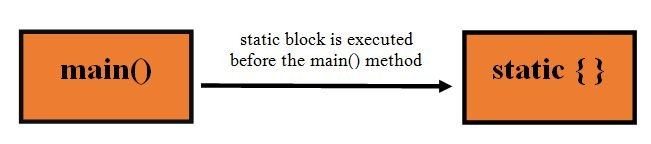 main()
static block is executed
before the main() method
static { }